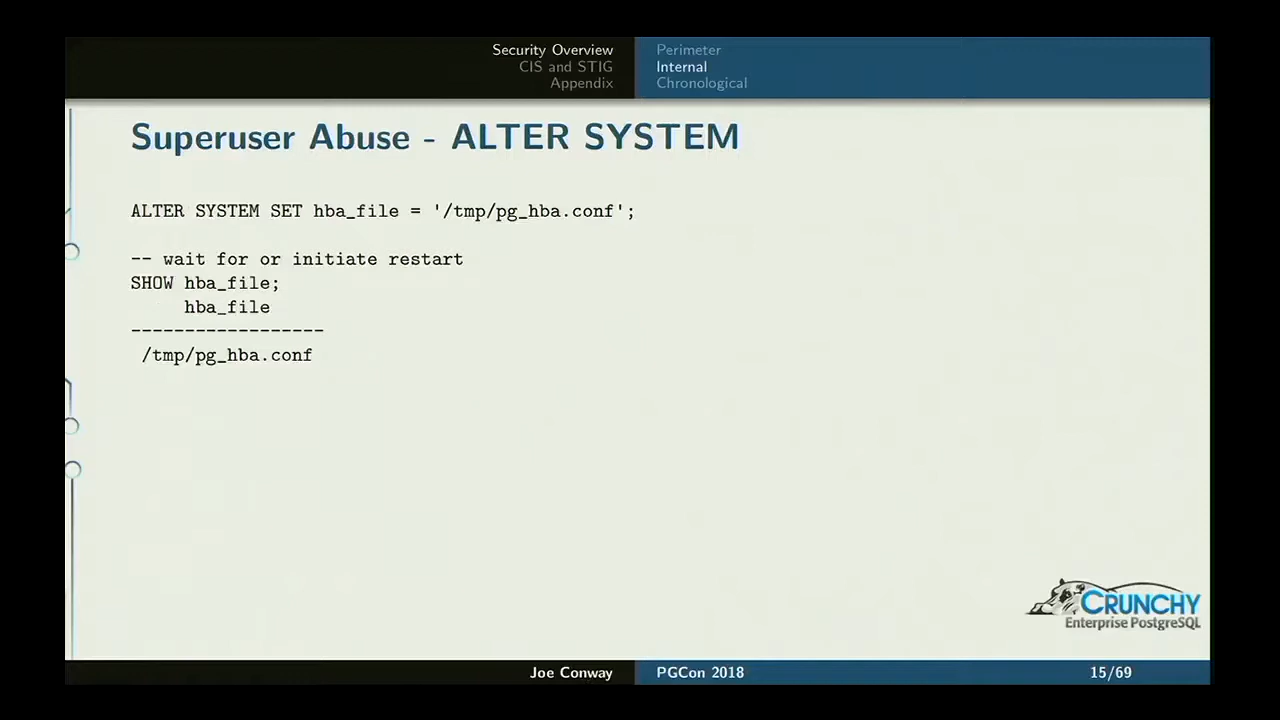 Security Overview
CIS and STIG
Appendix
Perimeter
Internal
Chronological
Superuser Abuse - ALTER SYSTEM
ALTER SYSTEM SET hba_file = '/tmp/pg_hba.conf';
-- wait for or initiate restart
SHOW hba_file;
hba_file
------------------
/tmp/pg_hba.conf
CRUNCHY
Enterprise PostgreSQL
Joe Conway
PGCon 2018
15/69